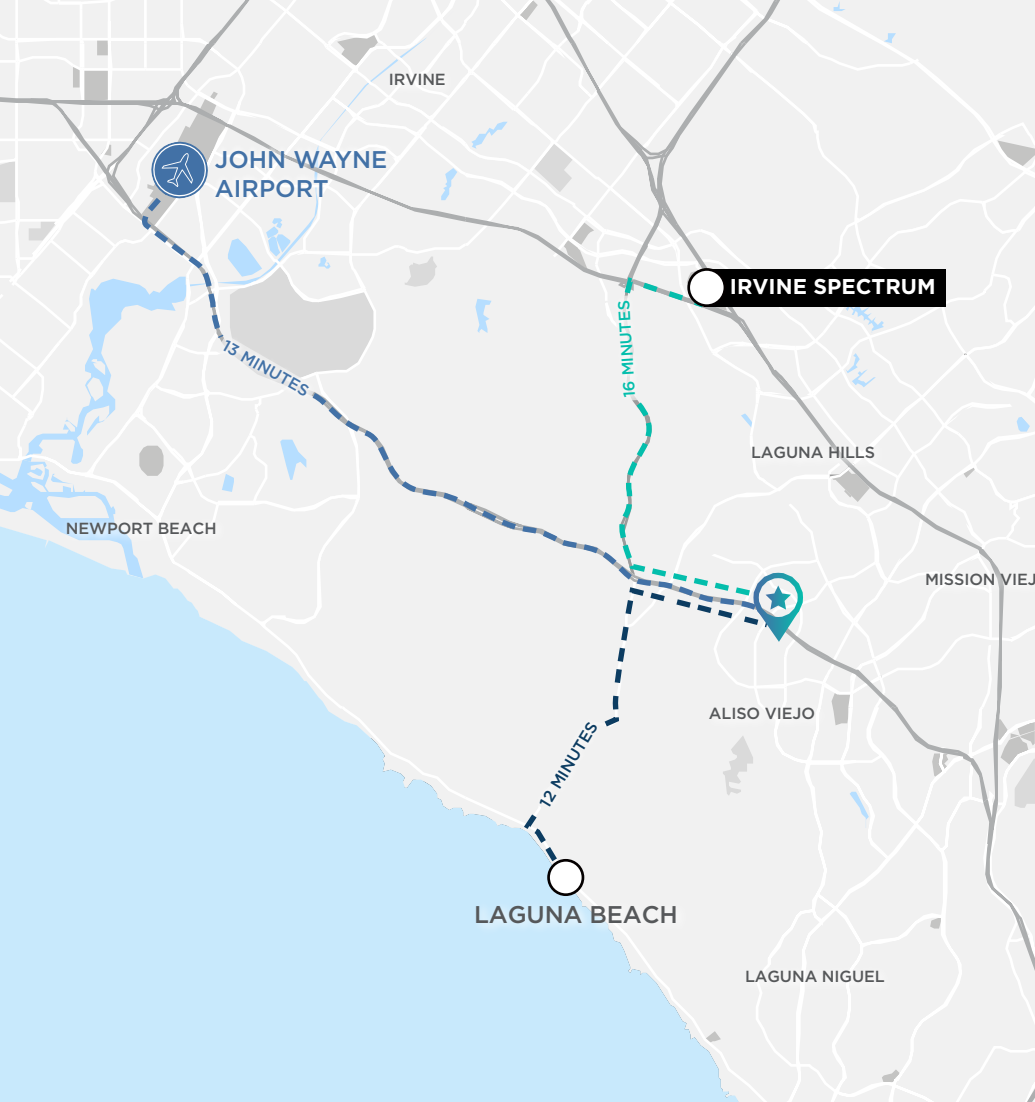 IRVINE
JOHN WAYNE
AIRPORT
IRVINE SPECTRUM
16 MINUTES
13 MINUTES
LAGUNA HILLS
NEWPORT BEACH
MISSION VIEJ
ALISO VIEJO
12 MINUTES
LAGUNA BEACH
LAGUNA NIGUEL